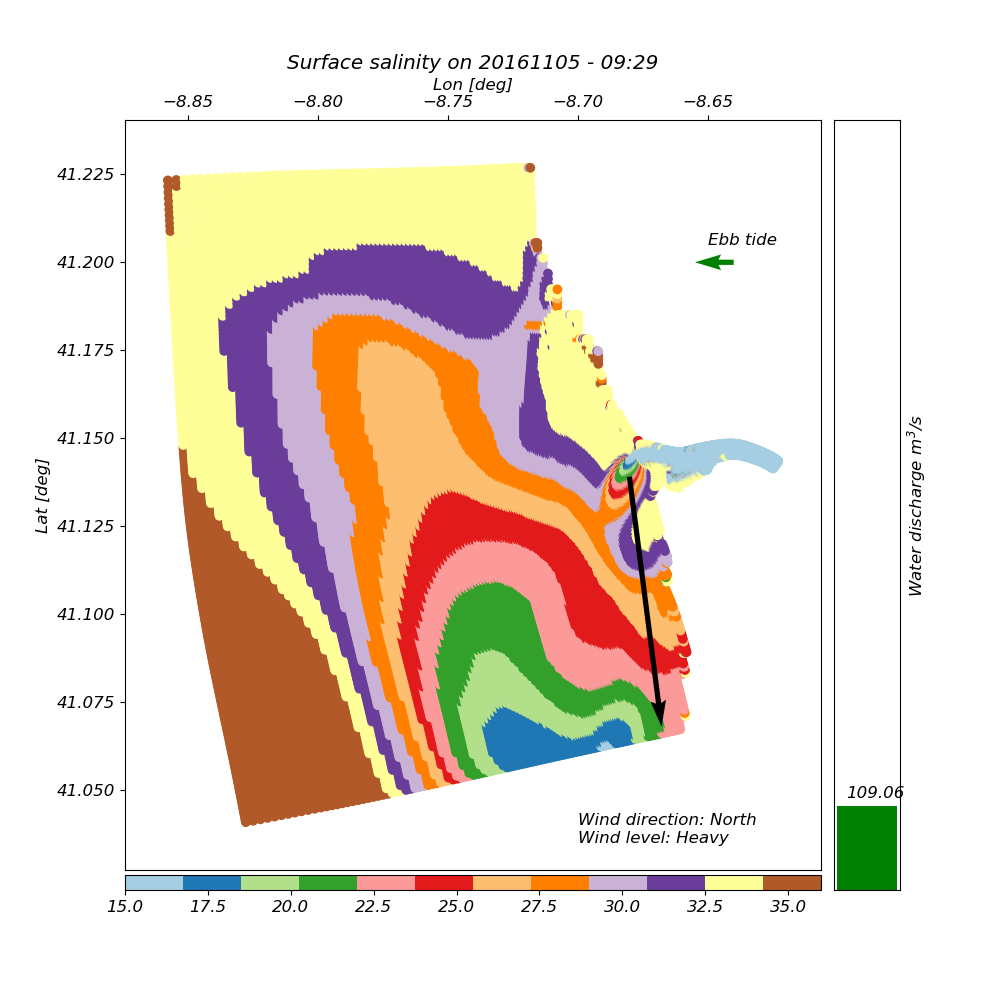 Surface salinity on 20161105 - 09:29
Lon [deg]
−8.85 −8.80 −8.75 −8.70 −8.65
41.225
41.200
41.175
41.150
41.125
41.100
41.075
41.050
Lat [deg]
Ebb tide
Wind direction: North
Wind level: Heavy
109.06
Water discharge m³/s
15.0 17.5 20.0 22.5 25.0 27.5 30.0 32.5 35.0